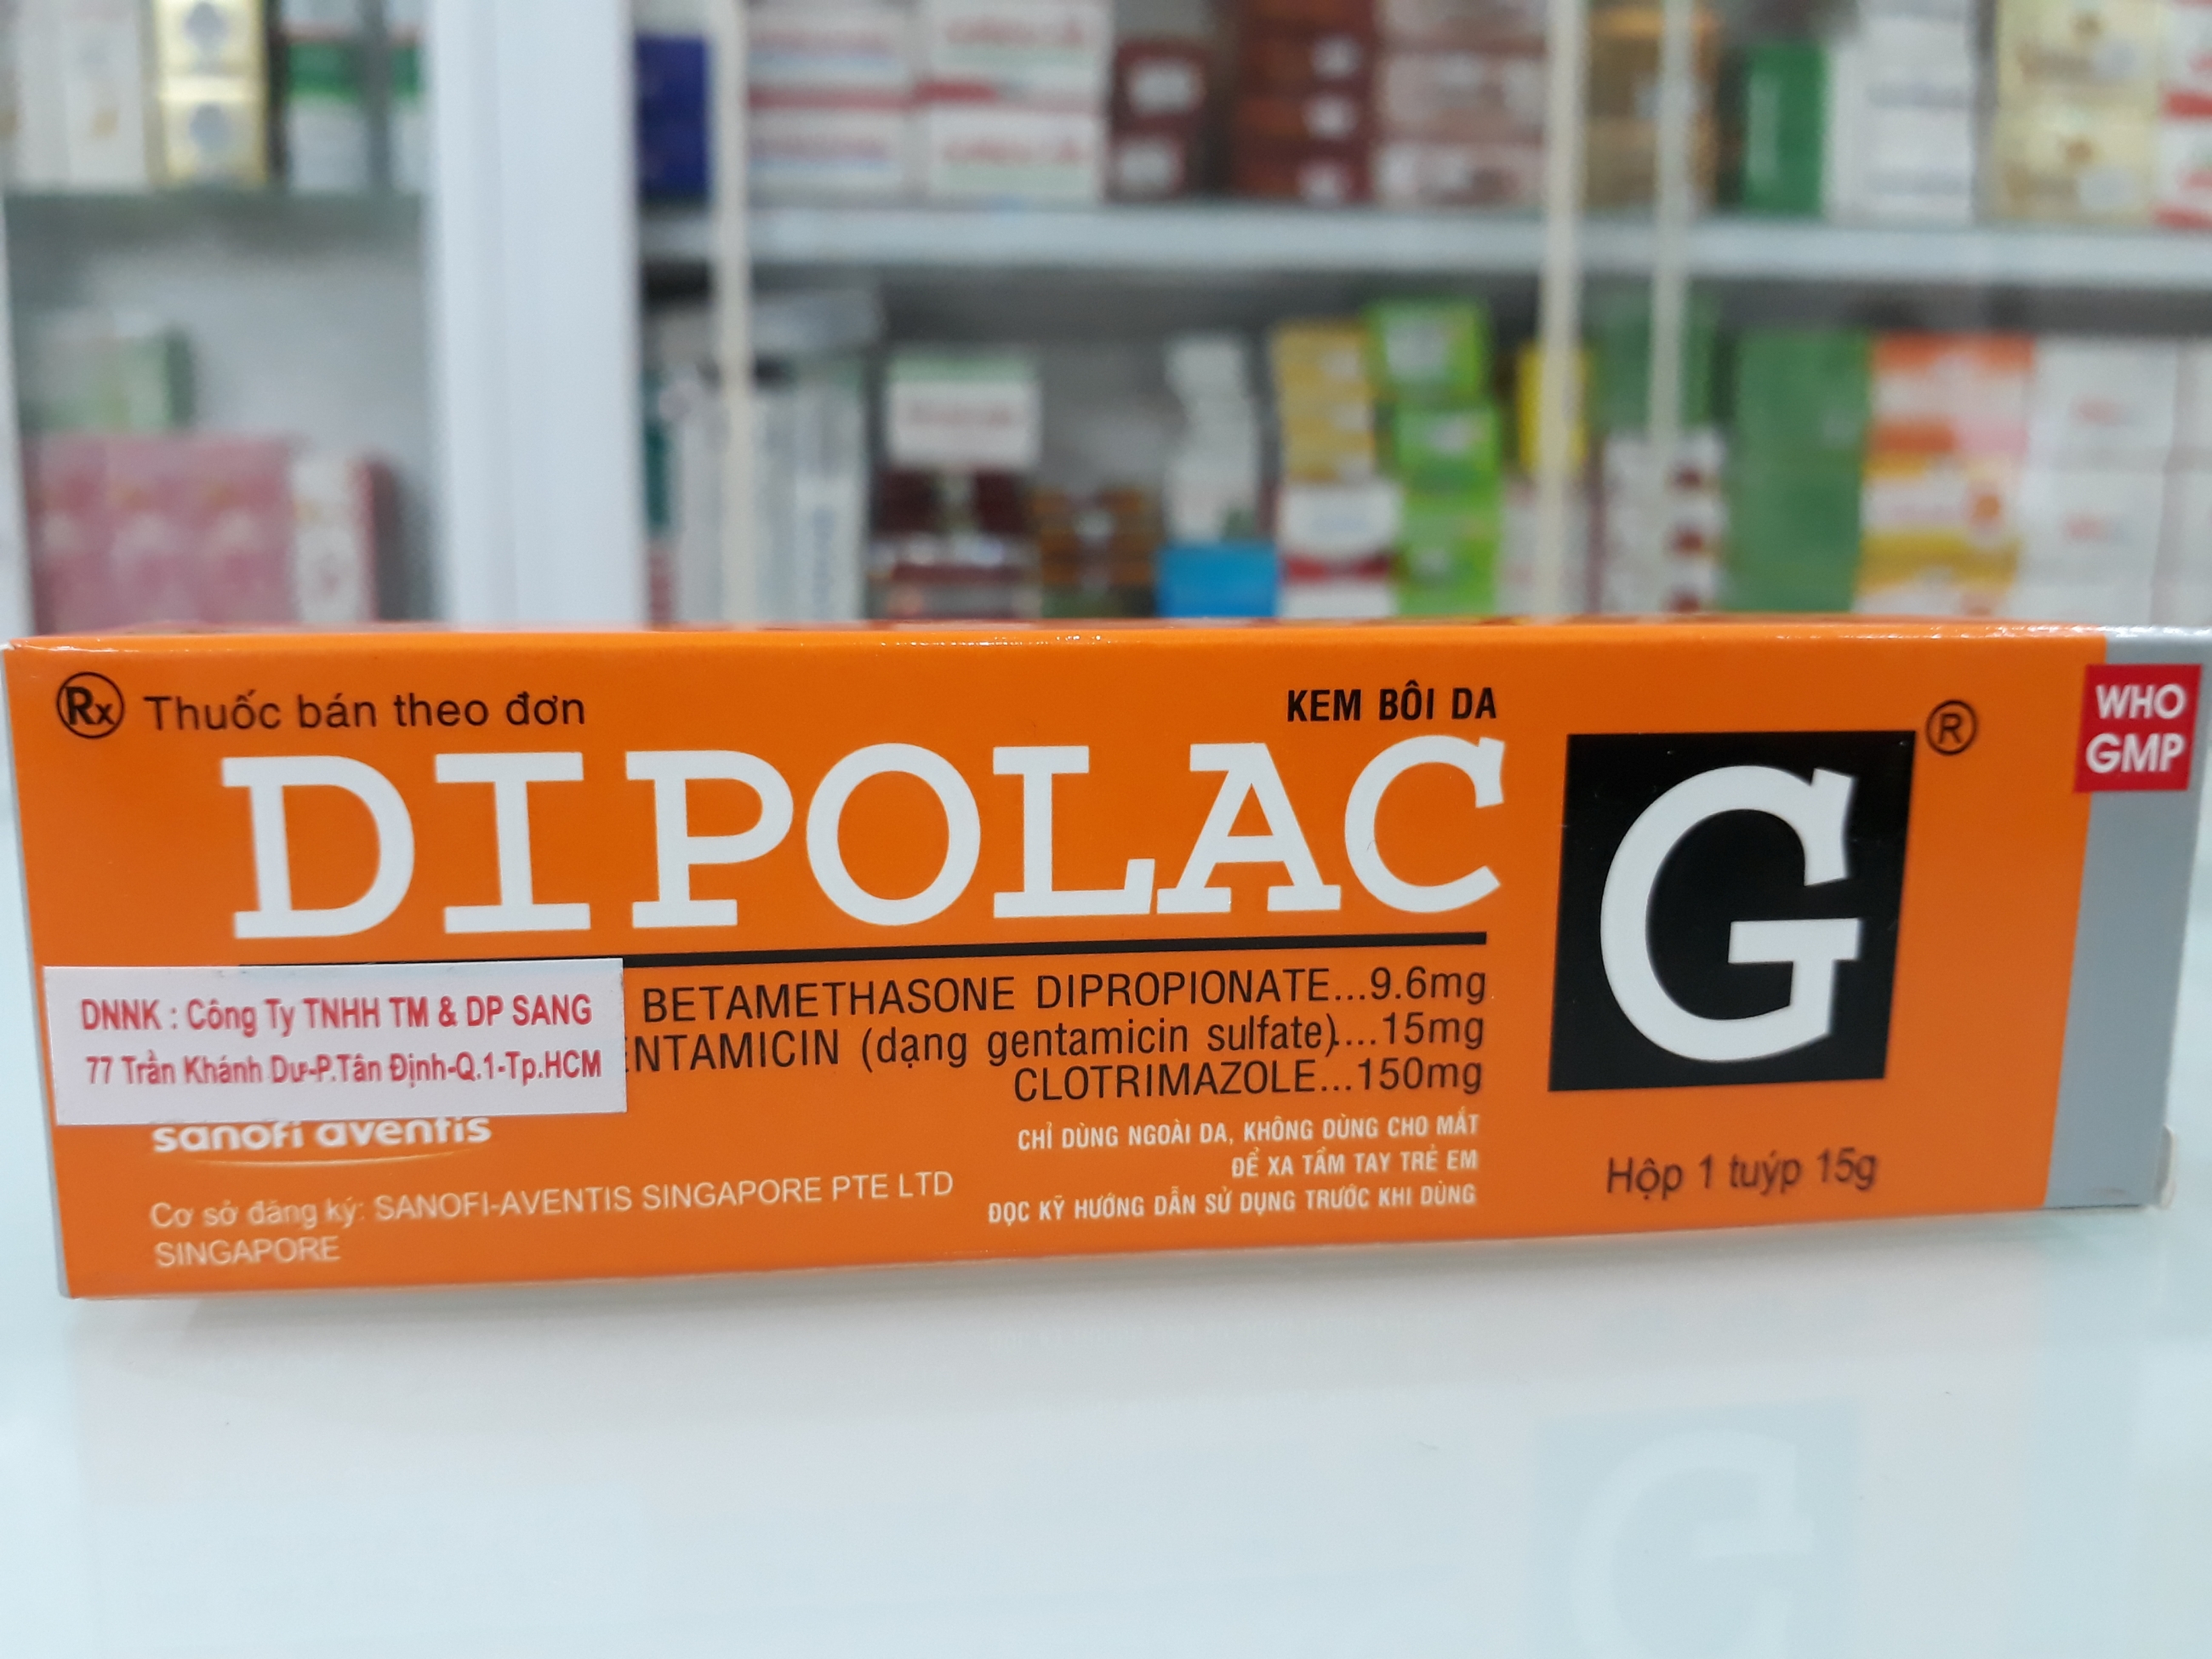 Rx Thuốc bán theo đơn
KEM BÔI DA
DIPOLAC G ®
WHO
GMP
BETAMETHASONE DIPROPIONATE...9.6mg
ENTAMICIN (dạng gentamicin sulfate)....15mg
CLOTRIMAZOLE...150mg
DNNK : Công Ty TNHH TM & DP SANG
77 Trần Khánh Dư-P.Tân Định-Q.1-Tp.HCM
sanofi aventis
Cơ sở đăng ký: SANOFI-AVENTIS SINGAPORE PTE LTD
SINGAPORE
CHỈ DÙNG NGOÀI DA, KHÔNG DÙNG CHO MẮT
ĐỂ XA TẦM TAY TRẺ EM
ĐỌC KỸ HƯỚNG DẪN SỬ DỤNG TRƯỚC KHI DÙNG
Hộp 1 tuýp 15g